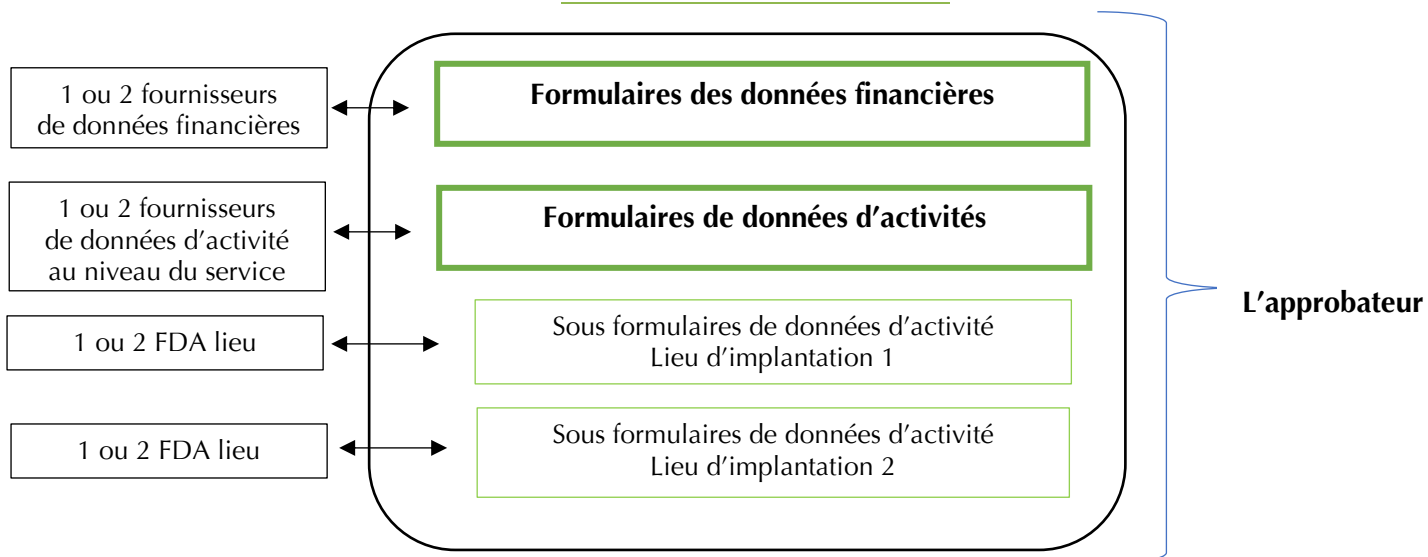 1 ou 2 fournisseurs
de données financières
Formulaires des données financières
1 ou 2 fournisseurs
de données d'activité
au niveau du service
Formulaires de données d'activités
L'approbateur
1 ou 2 FDA lieu
Sous formulaires de données d'activité
Lieu d'implantation 1
1 ou 2 FDA lieu
Sous formulaires de données d'activité
Lieu d'implantation 2